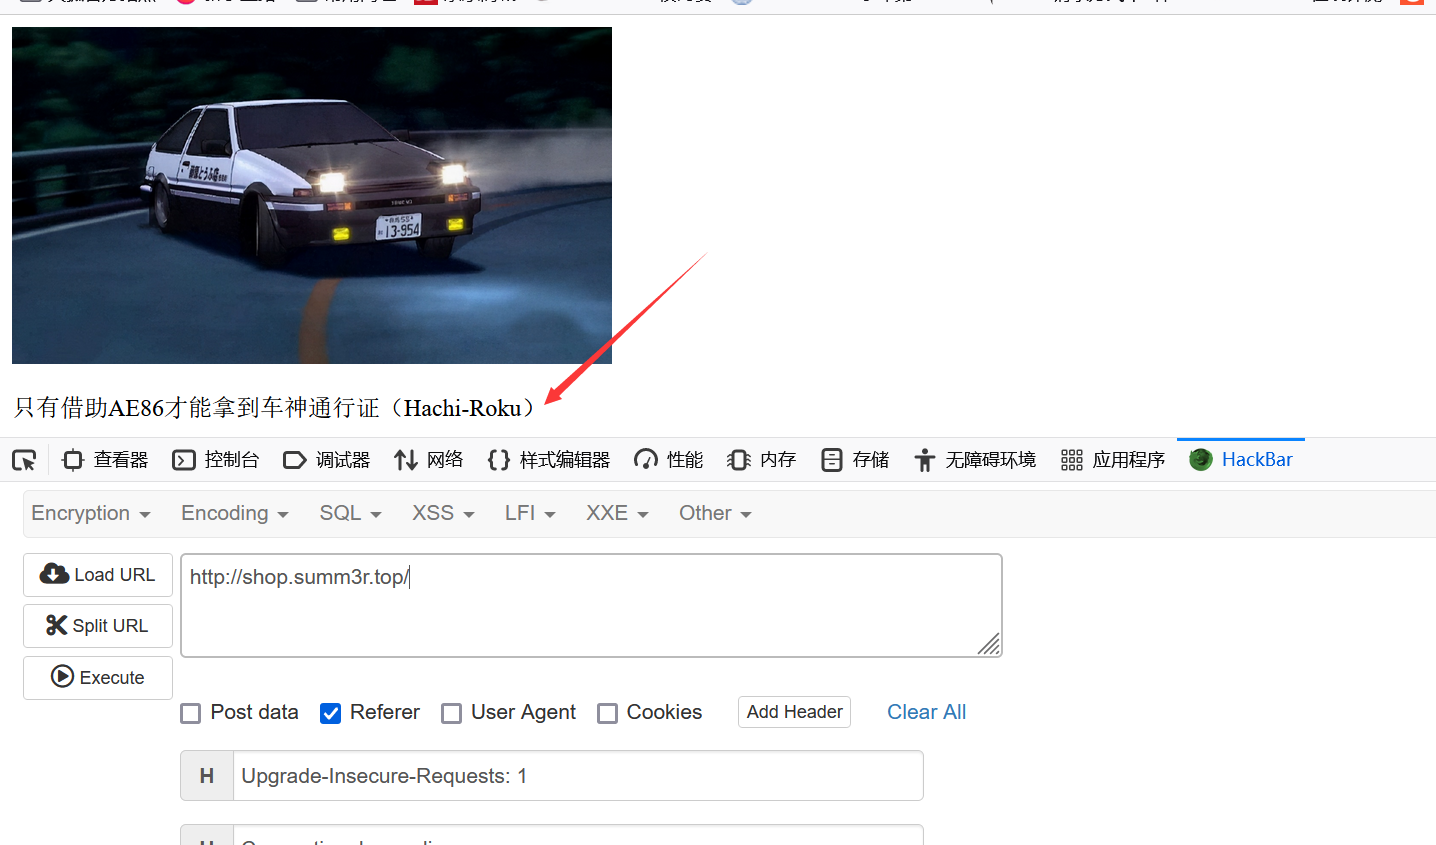 13-954
只有借助AE86才能拿到车神通行证（Hachi-Roku）
查看器 控制台 调试器 网络 样式编辑器 性能 内存 存储 无障碍环境 应用程序 HackBar
Encryption Encoding SQL XSS LFI XXE Other
Load URL
http://shop.summ3r.top/
Split URL
Execute
Post data Referer User Agent Cookies Add Header Clear All
H Upgrade-Insecure-Requests: 1